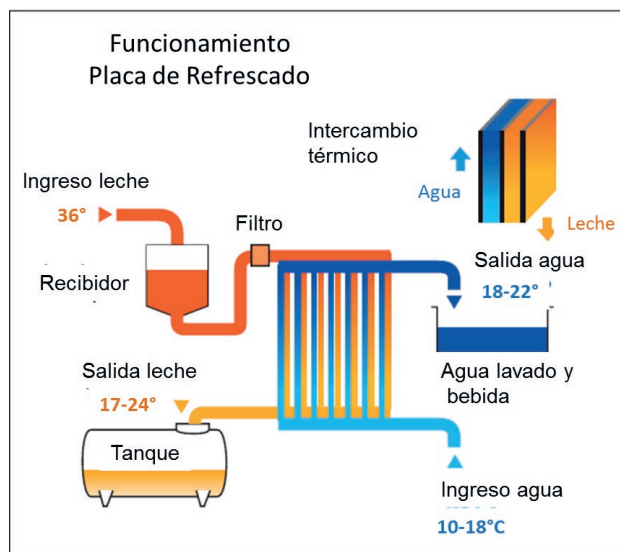 Funcionamiento
Placa de Refrescado
Intercambio
térmico
Agua
Leche
Ingreso leche
36°
Filtro
Recibidor
Salida agua
18-22°
Salida leche
17-24°
Agua lavado y
bebida
Tanque
Ingreso agua
10-18°C